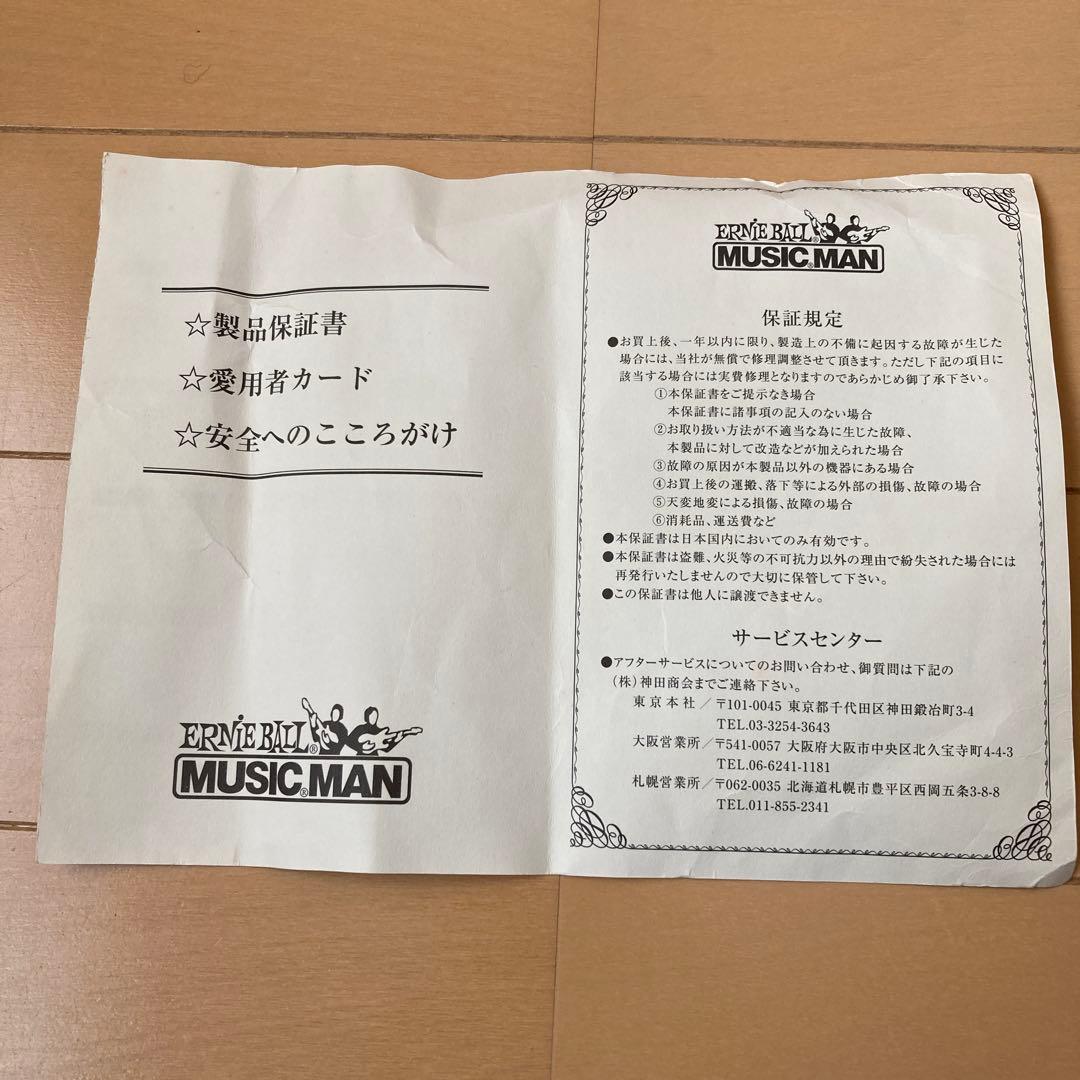 ☆製品保証書
☆愛用者カード
☆安全へのこころがけ
ERNiE BALL®
MUSIC®MAN
ERNiE BALL®
MUSIC®MAN
保証規定
●お買上後、一年以内に限り、製造上の不備に起因する故障が生じた
場合には、当社が無償で修理調整させて頂きます。ただし下記の項目に
該当する場合には実費修理となりますのであらかじめ御了承下さい。
①本保証書をご提示なき場合
本保証書に諸事項の記入のない場合
②お取り扱い方法が不適当な為に生じた故障、
本製品に対して改造などが加えられた場合
③故障の原因が本製品以外の機器にある場合
④お買上後の運搬、落下等による外部の損傷、故障の場合
⑤天変地変による損傷、故障の場合
⑥消耗品、運送費など
●本保証書は日本国内においてのみ有効です。
●本保証書は盗難、火災等の不可抗力以外の理由で紛失された場合には
再発行いたしませんので大切に保管して下さい。
●この保証書は他人に譲渡できません。
サービスセンター
●アフターサービスについてのお問い合わせ、御質問は下記の
(株)神田商会までご連絡下さい。
東京本社/〒101-0045 東京都千代田区神田鍛冶町3-4
TEL.03-3254-3643
大阪営業所/〒541-0057 大阪府大阪市中央区北久宝寺町4-4-3
TEL.06-6241-1181
札幌営業所/〒062-0035 北海道札幌市豊平区西岡五条3-8-8
TEL.011-855-2341